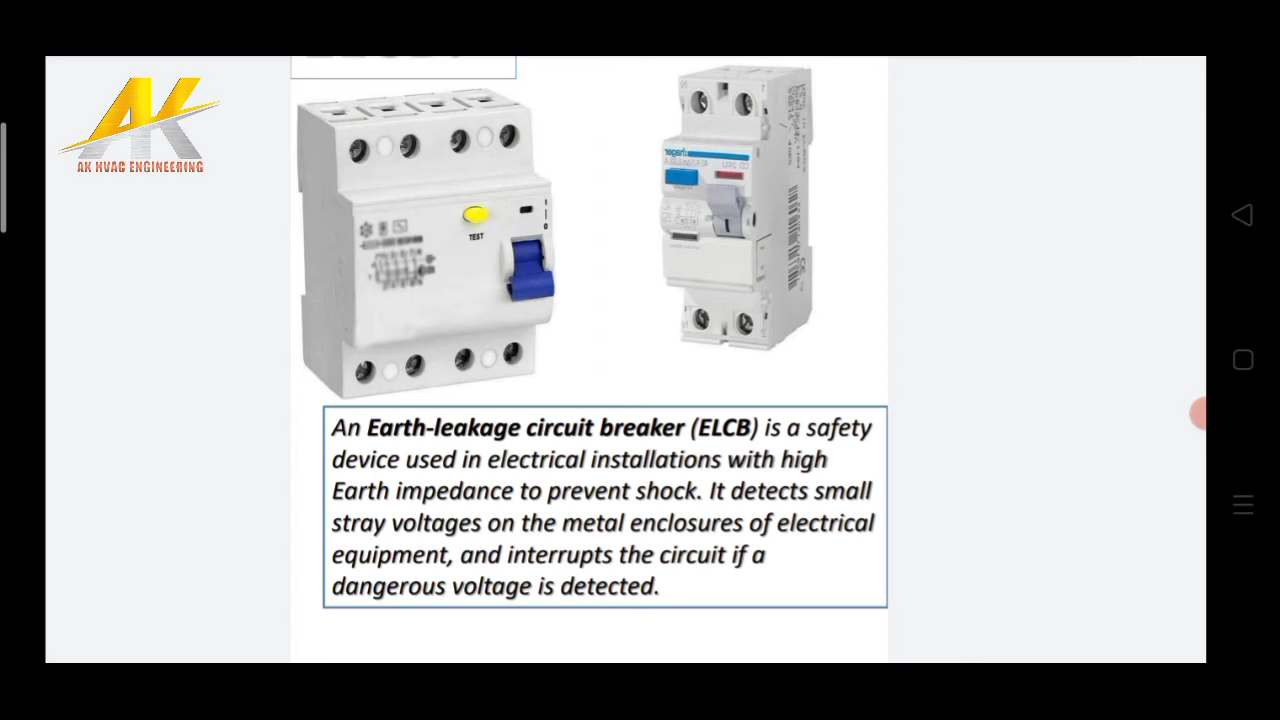 AK
AK HVAC ENGINEERING
TEST
An Earth-leakage circuit breaker (ELCB) is a safety
device used in electrical installations with high
Earth impedance to prevent shock. It detects small
stray voltages on the metal enclosures of electrical
equipment, and interrupts the circuit if a
dangerous voltage is detected.